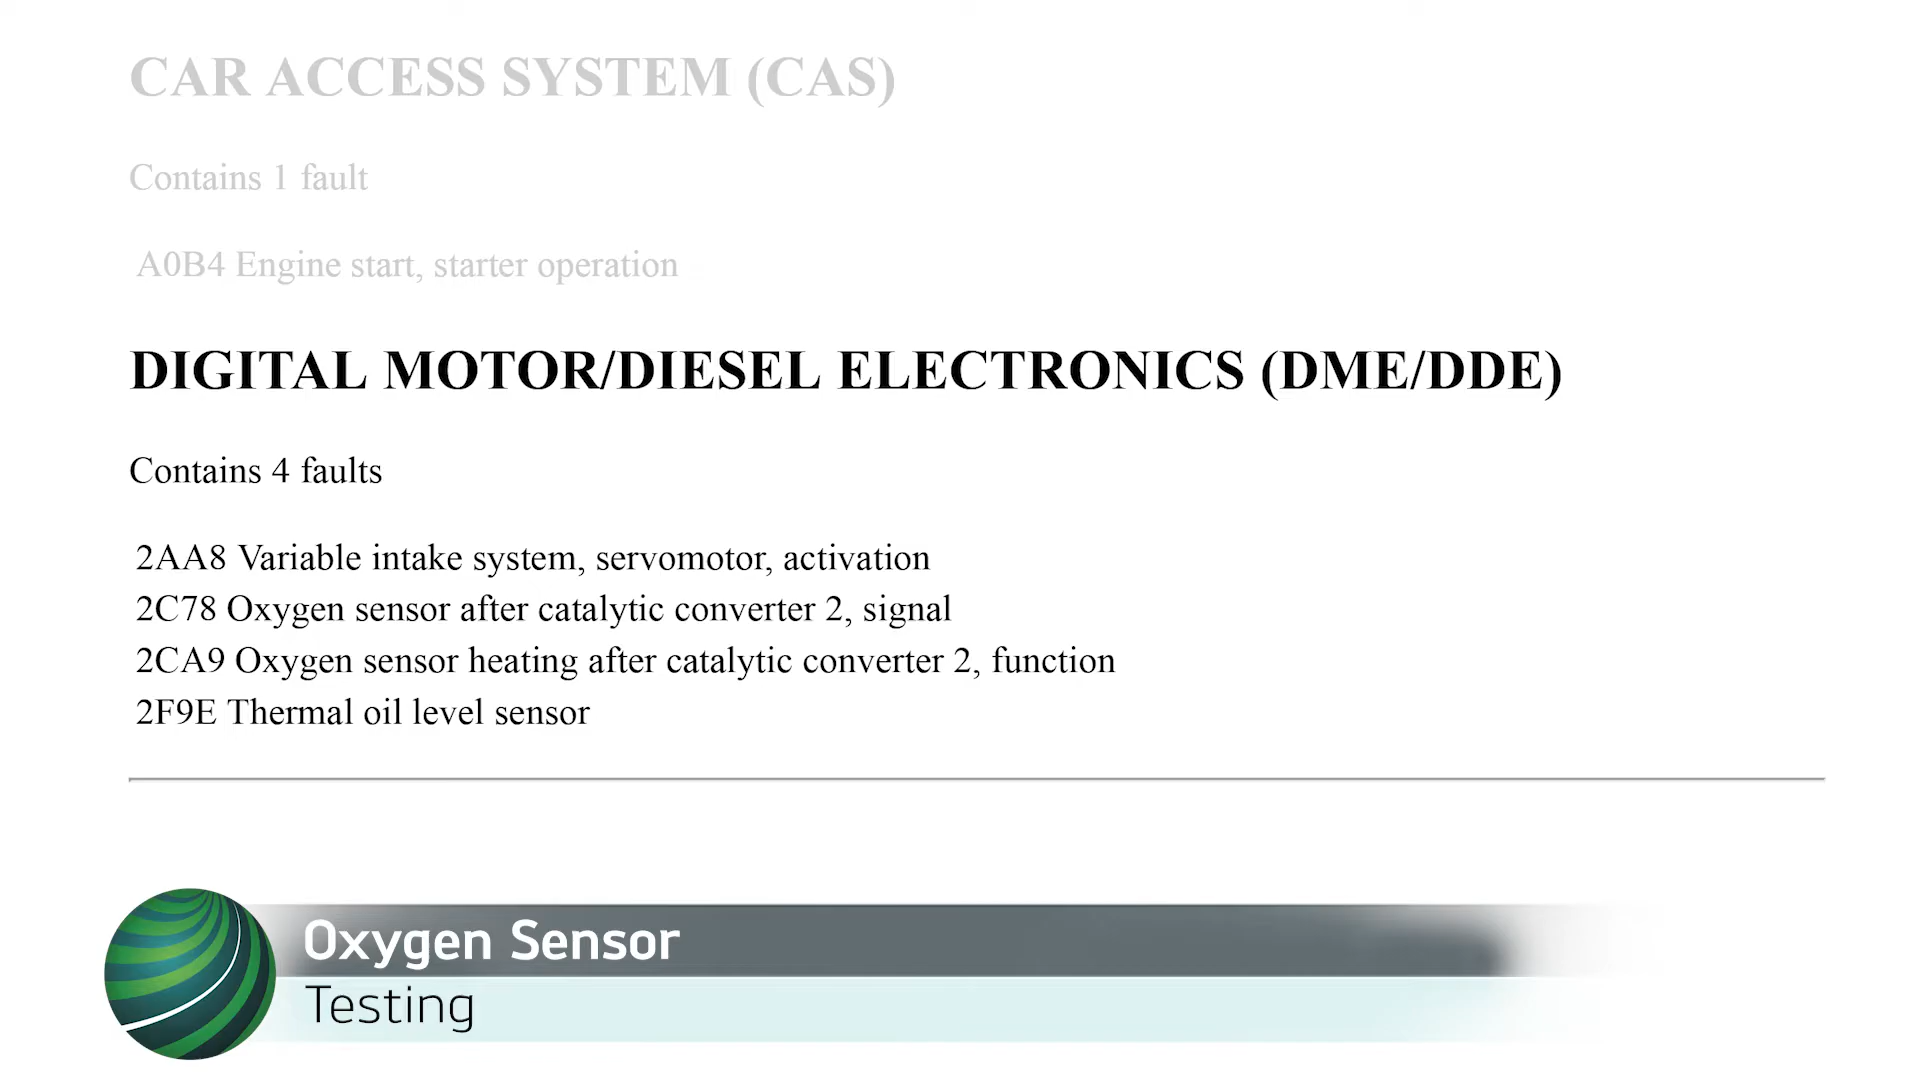 CAR ACCESS SYSTEM (CAS)
Contains 1 fault
A0B4 Engine start, starter operation
DIGITAL MOTOR/DIESEL ELECTRONICS (DME/DDE)
Contains 4 faults
2AA8 Variable intake system, servomotor, activation
2C78 Oxygen sensor after catalytic converter 2, signal
2CA9 Oxygen sensor heating after catalytic converter 2, function
2F9E Thermal oil level sensor
Oxygen Sensor
Testing